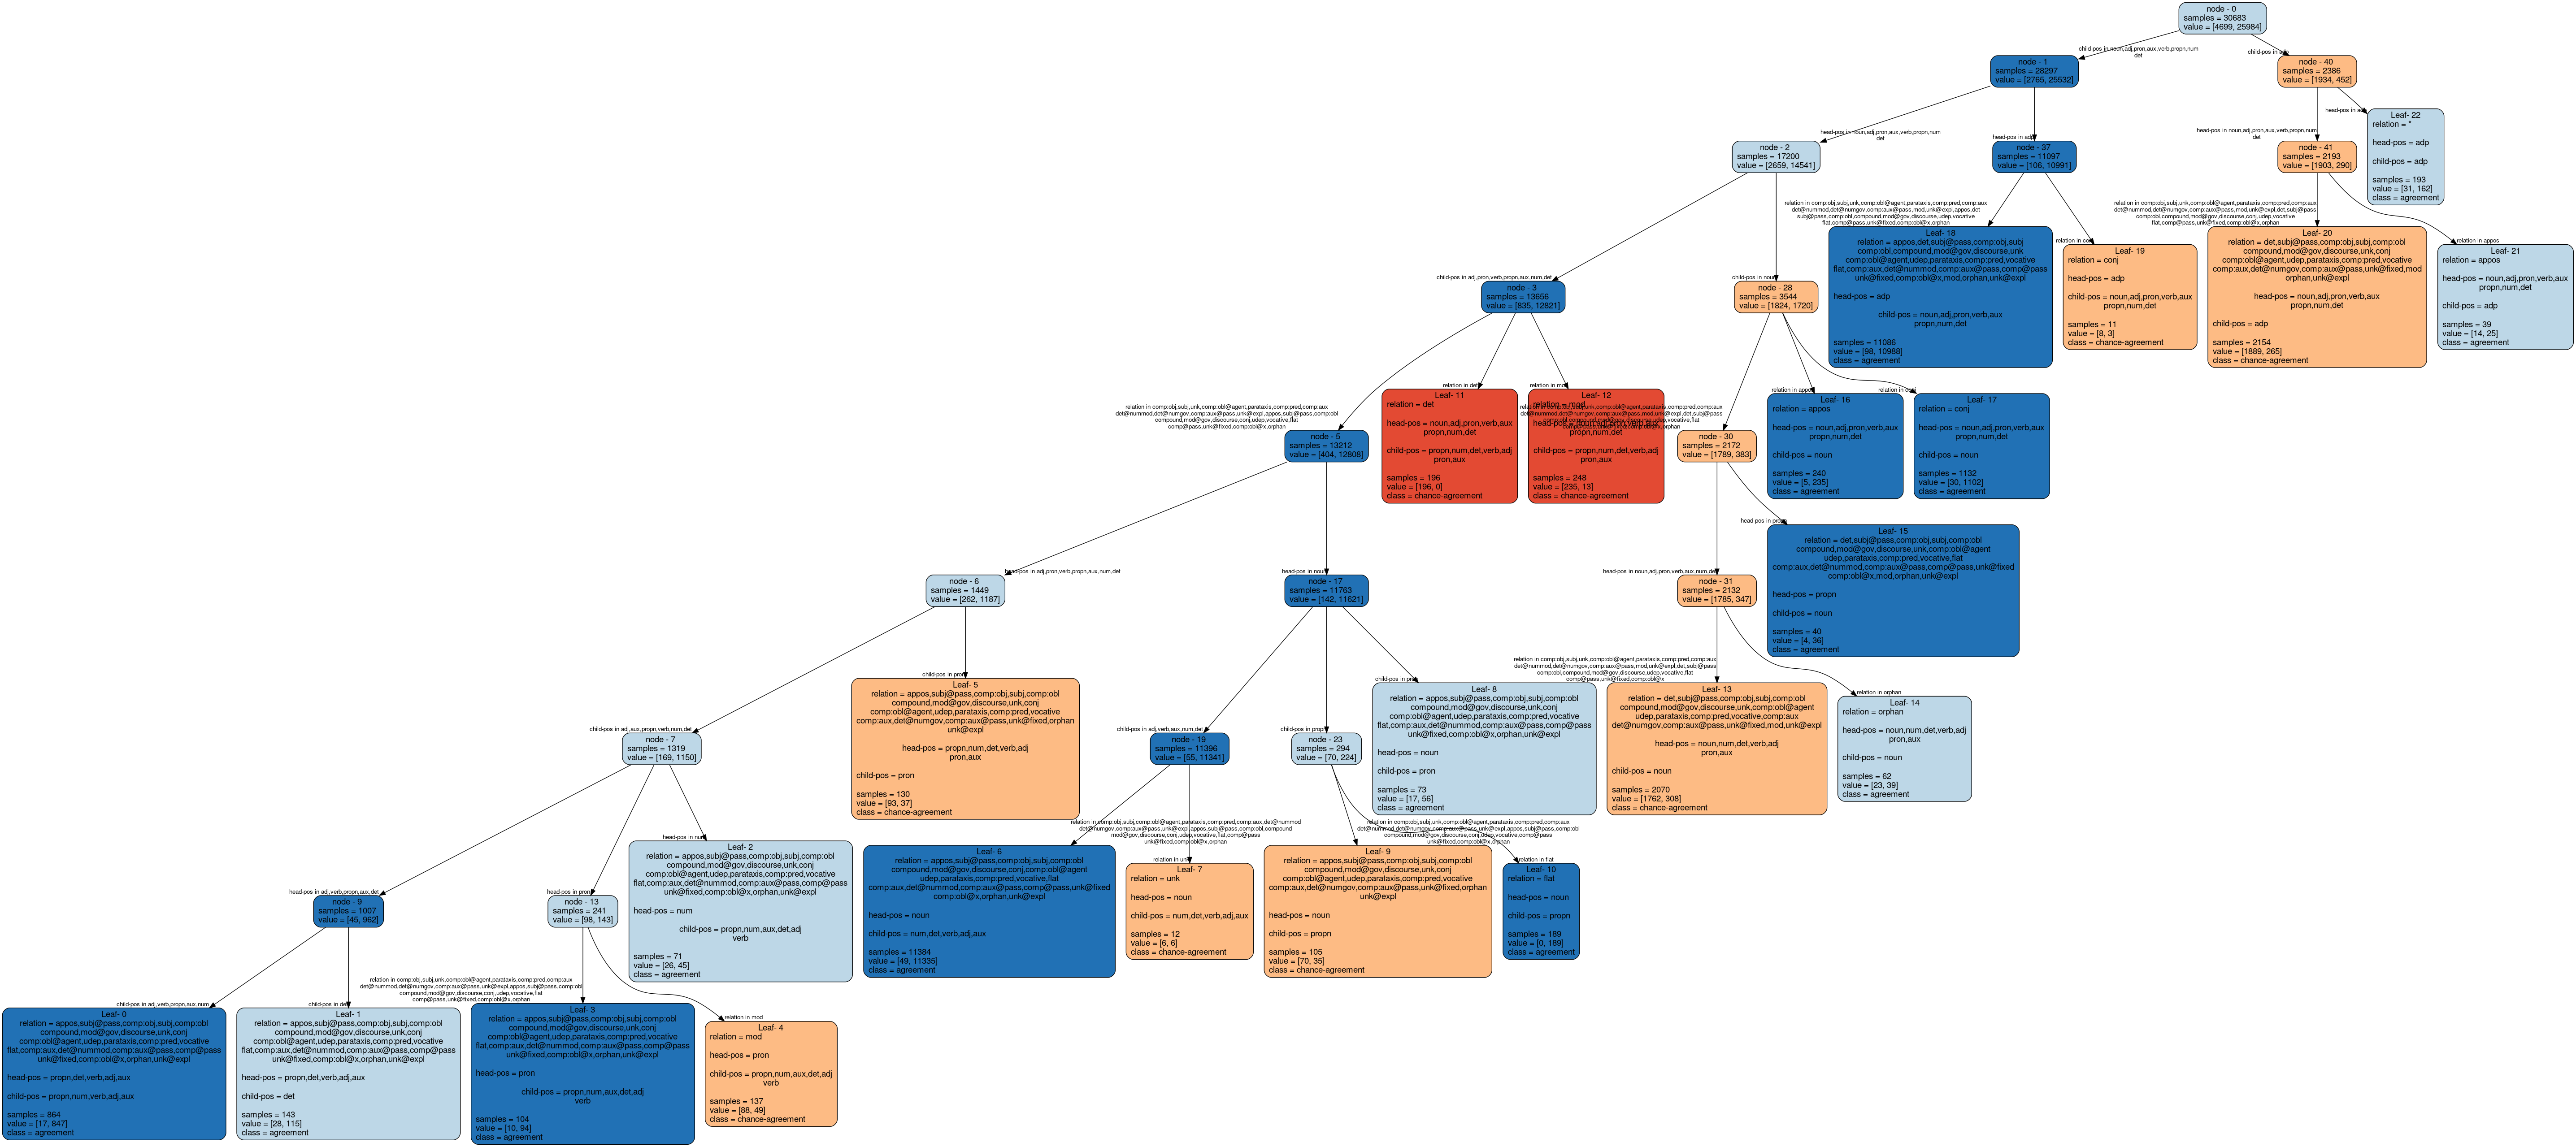 node - 0
samples = 30683
value = [4699, 25984]
child-pos in noun,adj,pron,aux,verb,propn,num
det
child-pos in adp
node - 1
samples = 28297
value = [2765, 25532]
node - 40
samples = 2386
value = [1934, 452]
head-pos in noun,adj,pron,aux,verb,propn,num
det
head-pos in adp
head-pos in noun,adj,pron,aux,verb,propn,num
det
head-pos in adp
node - 2
samples = 17200
value = [2659, 14541]
node - 37
samples = 11097
value = [106, 10991]
node - 41
samples = 2193
value = [1903, 290]
Leaf- 22
relation = *
head-pos = adp
child-pos = adp
samples = 193
value = [31, 162]
class = agreement
child-pos in adj,pron,verb,propn,aux,num,det
child-pos in noun
relation in comp:obj,subj,unk,comp:obl@agent,parataxis,comp:pred,comp:aux
det@nummod,det@numgov,comp:aux@pass,mod,unk@expl,appos,det
subj@pass,comp:obl,compound,mod@gov,discourse,udep,vocative
flat,comp@pass,unk@fixed,comp:obl@x,orphan
relation in conj
relation in comp:obj,subj,unk,comp:obl@agent,parataxis,comp:pred,comp:aux
det@nummod,det@numgov,comp:aux@pass,mod,unk@expl,det,subj@pass
comp:obl,compound,mod@gov,discourse,conj,udep,vocative
flat,comp@pass,unk@fixed,comp:obl@x,orphan
relation in appos
node - 3
samples = 13656
value = [835, 12821]
node - 28
samples = 3544
value = [1824, 1720]
Leaf- 18
relation = appos,det,subj@pass,comp:obj,subj
comp:obl,compound,mod@gov,discourse,unk
comp:obl@agent,udep,parataxis,comp:pred,vocative
flat,comp:aux,det@nummod,comp:aux@pass,comp@pass
unk@fixed,comp:obl@x,mod,orphan,unk@expl
head-pos = adp
child-pos = noun,adj,pron,verb,aux
propn,num,det
samples = 11086
value = [98, 10988]
class = agreement
Leaf- 19
relation = conj
head-pos = adp
child-pos = noun,adj,pron,verb,aux
propn,num,det
samples = 11
value = [8, 3]
class = chance-agreement
Leaf- 20
relation = det,subj@pass,comp:obj,subj,comp:obl
compound,mod@gov,discourse,unk,conj
comp:obl@agent,udep,parataxis,comp:pred,vocative
comp:aux,det@numgov,comp:aux@pass,unk@fixed,mod
orphan,unk@expl
head-pos = noun,adj,pron,verb,aux
propn,num,det
child-pos = adp
samples = 2154
value = [1889, 265]
class = chance-agreement
Leaf- 21
relation = appos
head-pos = noun,adj,pron,verb,aux
propn,num,det
child-pos = adp
samples = 39
value = [14, 25]
class = agreement
relation in comp:obj,subj,unk,comp:obl@agent,parataxis,comp:pred,comp:aux
det@nummod,det@numgov,comp:aux@pass,unk@expl,appos,subj@pass,comp:obl
compound,mod@gov,discourse,conj,udep,vocative,flat
comp@pass,unk@fixed,comp:obl@x,orphan
relation in det
relation in mod
relation in appos
relation in conj
node - 5
samples = 13212
value = [404, 12808]
Leaf- 11
relation = det
head-pos = noun,adj,pron,verb,aux
propn,num,det
child-pos = propn,num,det,verb,adj
pron,aux
samples = 196
value = [196, 0]
class = chance-agreement
Leaf- 12
relation = mod
head-pos = noun,adj,pron,verb,aux
propn,num,det
child-pos = propn,num,det,verb,adj
pron,aux
samples = 248
value = [235, 13]
class = chance-agreement
node - 30
samples = 2172
value = [1789, 383]
Leaf- 16
relation = appos
head-pos = noun,adj,pron,verb,aux
propn,num,det
child-pos = noun
samples = 240
value = [5, 235]
class = agreement
Leaf- 17
relation = conj
head-pos = noun,adj,pron,verb,aux
propn,num,det
child-pos = noun
samples = 1132
value = [30, 1102]
class = agreement
head-pos in adj,pron,verb,propn,aux,num,det
head-pos in noun
head-pos in noun,adj,pron,verb,aux,num,det
head-pos in propn
node - 6
samples = 1449
value = [262, 1187]
node - 17
samples = 11763
value = [142, 11621]
node - 31
samples = 2132
value = [1785, 347]
Leaf- 15
relation = det,subj@pass,comp:obj,subj,comp:obl
compound,mod@gov,discourse,unk,comp:obl@agent
udep,parataxis,comp:pred,vocative,flat
comp:aux,det@nummod,comp:aux@pass,comp@pass,unk@fixed
comp:obl@x,mod,orphan,unk@expl
head-pos = propn
child-pos = noun
samples = 40
value = [4, 36]
class = agreement
child-pos in adj,aux,propn,verb,num,det
child-pos in pron
child-pos in adj,verb,aux,num,det
child-pos in propn
child-pos in pron
relation in comp:obj,subj,unk,comp:obl@agent,parataxis,comp:pred,comp:aux
det@nummod,det@numgov,comp:aux@pass,mod,unk@expl,det,subj@pass
comp:obl,compound,mod@gov,discourse,udep,vocative,flat
comp@pass,unk@fixed,comp:obl@x
relation in orphan
node - 7
samples = 1319
value = [169, 1150]
Leaf- 5
relation = appos,subj@pass,comp:obj,subj,comp:obl
compound,mod@gov,discourse,unk,conj
comp:obl@agent,udep,parataxis,comp:pred,vocative
comp:aux,det@numgov,comp:aux@pass,unk@fixed,orphan
unk@expl
head-pos = propn,num,det,verb,adj
pron,aux
child-pos = pron
samples = 130
value = [93, 37]
class = chance-agreement
node - 19
samples = 11396
value = [55, 11341]
node - 23
samples = 294
value = [70, 224]
Leaf- 8
relation = appos,subj@pass,comp:obj,subj,comp:obl
compound,mod@gov,discourse,unk,conj
comp:obl@agent,udep,parataxis,comp:pred,vocative
flat,comp:aux,det@nummod,comp:aux@pass,comp@pass
unk@fixed,comp:obl@x,orphan,unk@expl
head-pos = noun
child-pos = pron
samples = 73
value = [17, 56]
class = agreement
Leaf- 13
relation = det,subj@pass,comp:obj,subj,comp:obl
compound,mod@gov,discourse,unk,comp:obl@agent
udep,parataxis,comp:pred,vocative,comp:aux
det@numgov,comp:aux@pass,unk@fixed,mod,unk@expl
head-pos = noun,num,det,verb,adj
pron,aux
child-pos = noun
samples = 2070
value = [1762, 308]
class = chance-agreement
Leaf- 14
relation = orphan
head-pos = noun,num,det,verb,adj
pron,aux
child-pos = noun
samples = 62
value = [23, 39]
class = agreement
head-pos in adj,verb,propn,aux,det
head-pos in pron
head-pos in num
relation in comp:obj,subj,comp:obl@agent,parataxis,comp:pred,comp:aux,det@nummod
det@numgov,comp:aux@pass,unk@expl,appos,subj@pass,comp:obl,compound
mod@gov,discourse,conj,udep,vocative,flat,comp@pass
unk@fixed,comp:obl@x,orphan
relation in unk
relation in comp:obj,subj,unk,comp:obl@agent,parataxis,comp:pred,comp:aux
det@nummod,det@numgov,comp:aux@pass,unk@expl,appos,subj@pass,comp:obl
compound,mod@gov,discourse,conj,udep,vocative,comp@pass
unk@fixed,comp:obl@x,orphan
relation in flat
node - 9
samples = 1007
value = [45, 962]
node - 13
samples = 241
value = [98, 143]
Leaf- 2
relation = appos,subj@pass,comp:obj,subj,comp:obl
compound,mod@gov,discourse,unk,conj
comp:obl@agent,udep,parataxis,comp:pred,vocative
flat,comp:aux,det@nummod,comp:aux@pass,comp@pass
unk@fixed,comp:obl@x,orphan,unk@expl
head-pos = num
child-pos = propn,num,aux,det,adj
verb
samples = 71
value = [26, 45]
class = agreement
Leaf- 6
relation = appos,subj@pass,comp:obj,subj,comp:obl
compound,mod@gov,discourse,conj,comp:obl@agent
udep,parataxis,comp:pred,vocative,flat
comp:aux,det@nummod,comp:aux@pass,comp@pass,unk@fixed
comp:obl@x,orphan,unk@expl
head-pos = noun
child-pos = num,det,verb,adj,aux
samples = 11384
value = [49, 11335]
class = agreement
Leaf- 7
relation = unk
head-pos = noun
child-pos = num,det,verb,adj,aux
samples = 12
value = [6, 6]
class = chance-agreement
Leaf- 9
relation = appos,subj@pass,comp:obj,subj,comp:obl
compound,mod@gov,discourse,unk,conj
comp:obl@agent,udep,parataxis,comp:pred,vocative
comp:aux,det@numgov,comp:aux@pass,unk@fixed,orphan
unk@expl
head-pos = noun
child-pos = propn
samples = 105
value = [70, 35]
class = chance-agreement
Leaf- 10
relation = flat
head-pos = noun
child-pos = propn
samples = 189
value = [0, 189]
class = agreement
child-pos in adj,verb,propn,aux,num
child-pos in det
relation in comp:obj,subj,unk,comp:obl@agent,parataxis,comp:pred,comp:aux
det@nummod,det@numgov,comp:aux@pass,unk@expl,appos,subj@pass,comp:obl
compound,mod@gov,discourse,conj,udep,vocative,flat
comp@pass,unk@fixed,comp:obl@x,orphan
relation in mod
Leaf- 0
relation = appos,subj@pass,comp:obj,subj,comp:obl
compound,mod@gov,discourse,unk,conj
comp:obl@agent,udep,parataxis,comp:pred,vocative
flat,comp:aux,det@nummod,comp:aux@pass,comp@pass
unk@fixed,comp:obl@x,orphan,unk@expl
head-pos = propn,det,verb,adj,aux
child-pos = propn,num,verb,adj,aux
samples = 864
value = [17, 847]
class = agreement
Leaf- 1
relation = appos,subj@pass,comp:obj,subj,comp:obl
compound,mod@gov,discourse,unk,conj
comp:obl@agent,udep,parataxis,comp:pred,vocative
flat,comp:aux,det@nummod,comp:aux@pass,comp@pass
unk@fixed,comp:obl@x,orphan,unk@expl
head-pos = propn,det,verb,adj,aux
child-pos = det
samples = 143
value = [28, 115]
class = agreement
Leaf- 3
relation = appos,subj@pass,comp:obj,subj,comp:obl
compound,mod@gov,discourse,unk,conj
comp:obl@agent,udep,parataxis,comp:pred,vocative
flat,comp:aux,det@nummod,comp:aux@pass,comp@pass
unk@fixed,comp:obl@x,orphan,unk@expl
head-pos = pron
child-pos = propn,num,aux,det,adj
verb
samples = 104
value = [10, 94]
class = agreement
Leaf- 4
relation = mod
head-pos = pron
child-pos = propn,num,aux,det,adj
verb
samples = 137
value = [88, 49]
class = chance-agreement